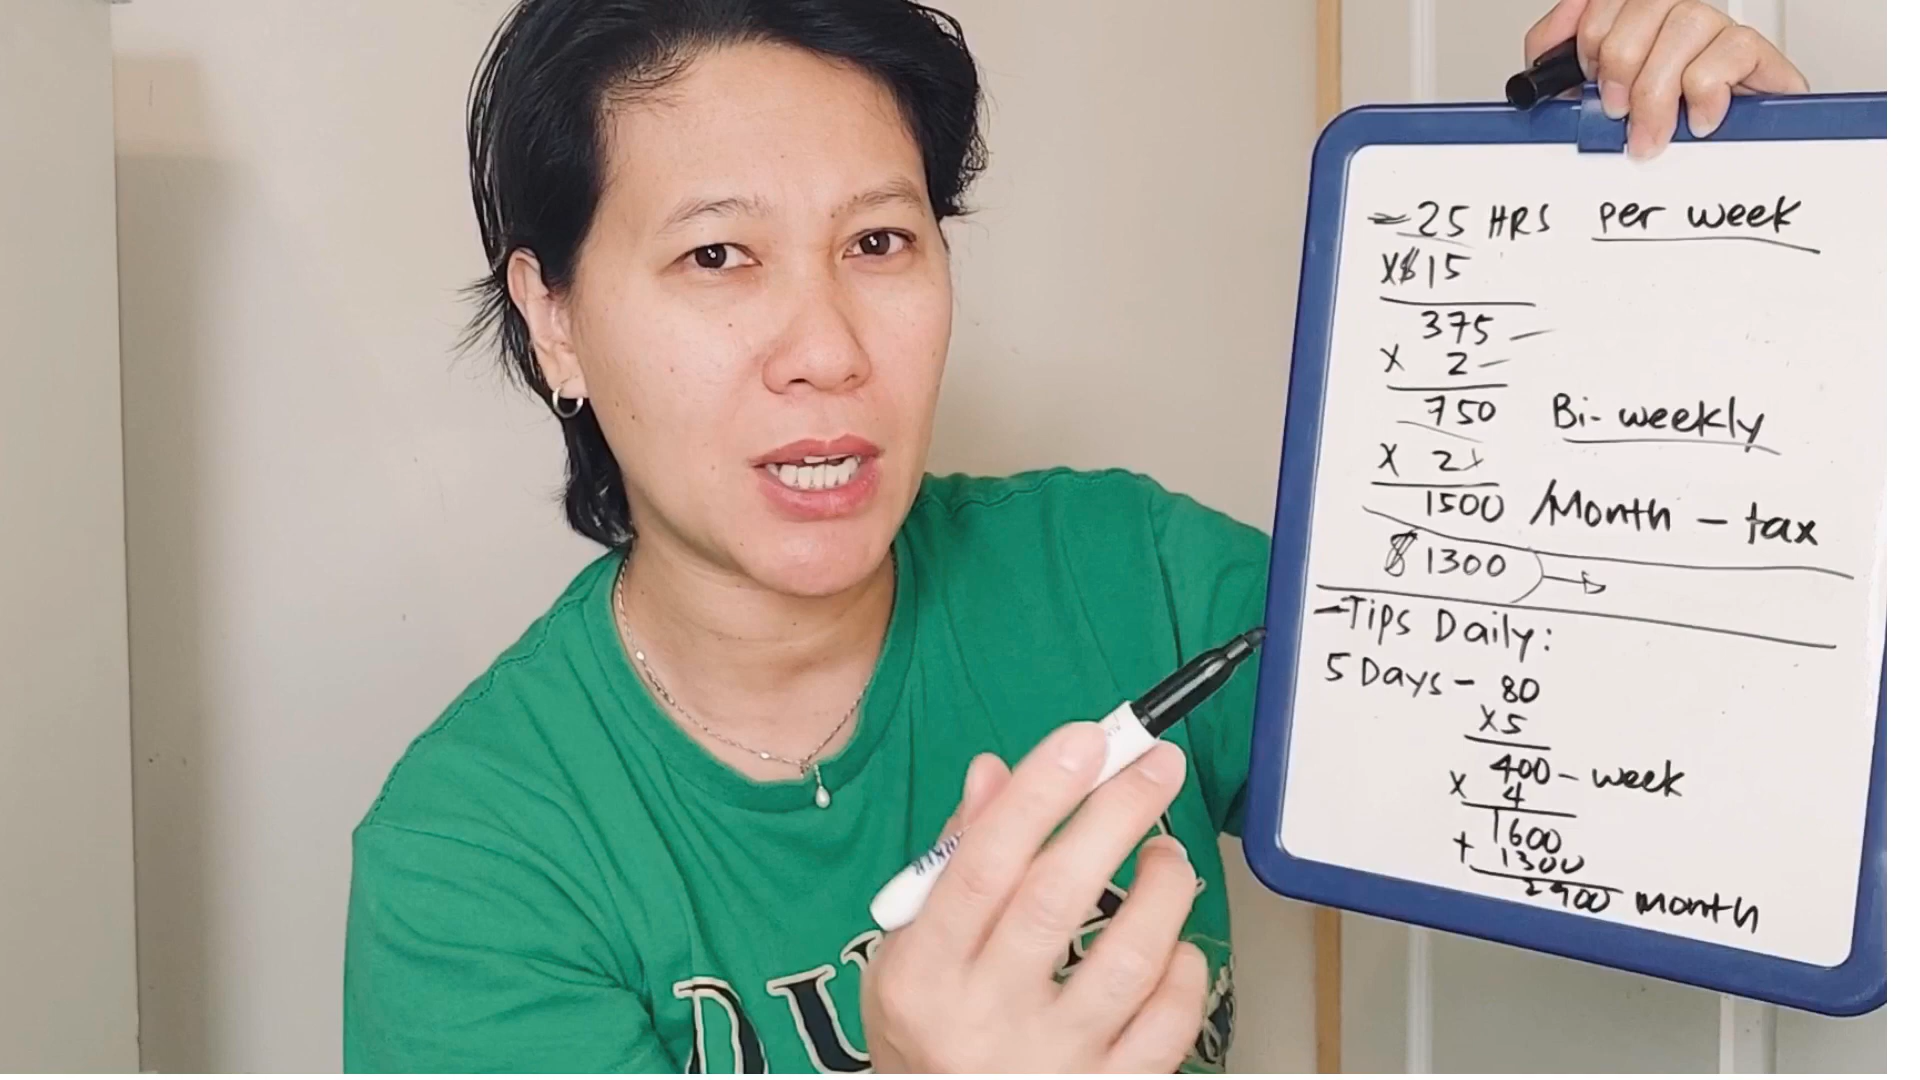 - 25 HRS per week
x $15
375
x 2
750 Bi-weekly
x 2
1500 /Month - tax
$ 1300
- Tips Daily:
5 Days - 80
x5
400 - week
x 4
1600
+ 1300
2900 month
DU